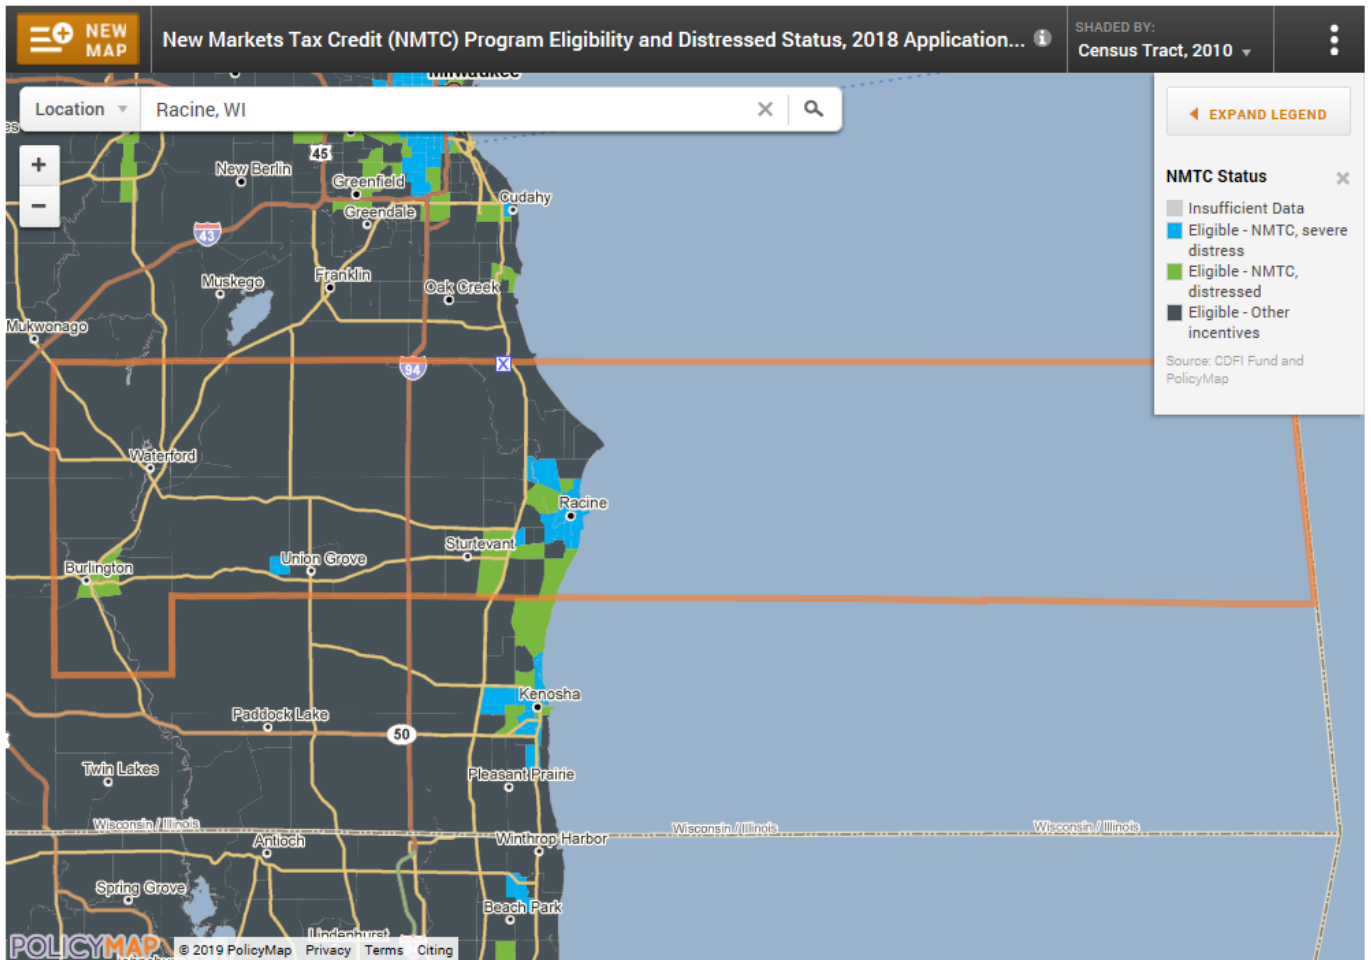 NEW
MAP
New Markets Tax Credit (NMTC) Program Eligibility and Distressed Status, 2018 Application...
SHADED BY:
Census Tract, 2010
Milwaukee
Location
Racine, WI
EXPAND LEGEND
NMTC Status
Insufficient Data
Eligible - NMTC, severe
distress
Eligible - NMTC,
distressed
Eligible - Other
incentives
Source: CDFI Fund and
PolicyMap
+
−
45
New Berlin
Greenfield
Cudahy
Greendale
43
Franklin
Muskego
Oak Creek
Mukwonago
94
Waterford
Racine
Sturtevant
Union Grove
Burlington
Kenosha
Paddock Lake
50
Twin Lakes
Pleasant Prairie
Wisconsin / Illinois
Wisconsin / Illinois
Wisconsin / Illinois
Antioch
Winthrop Harbor
Spring Grove
Beach Park
Lindenhurst
POLICYMAP
© 2019 PolicyMap Privacy Terms Citing